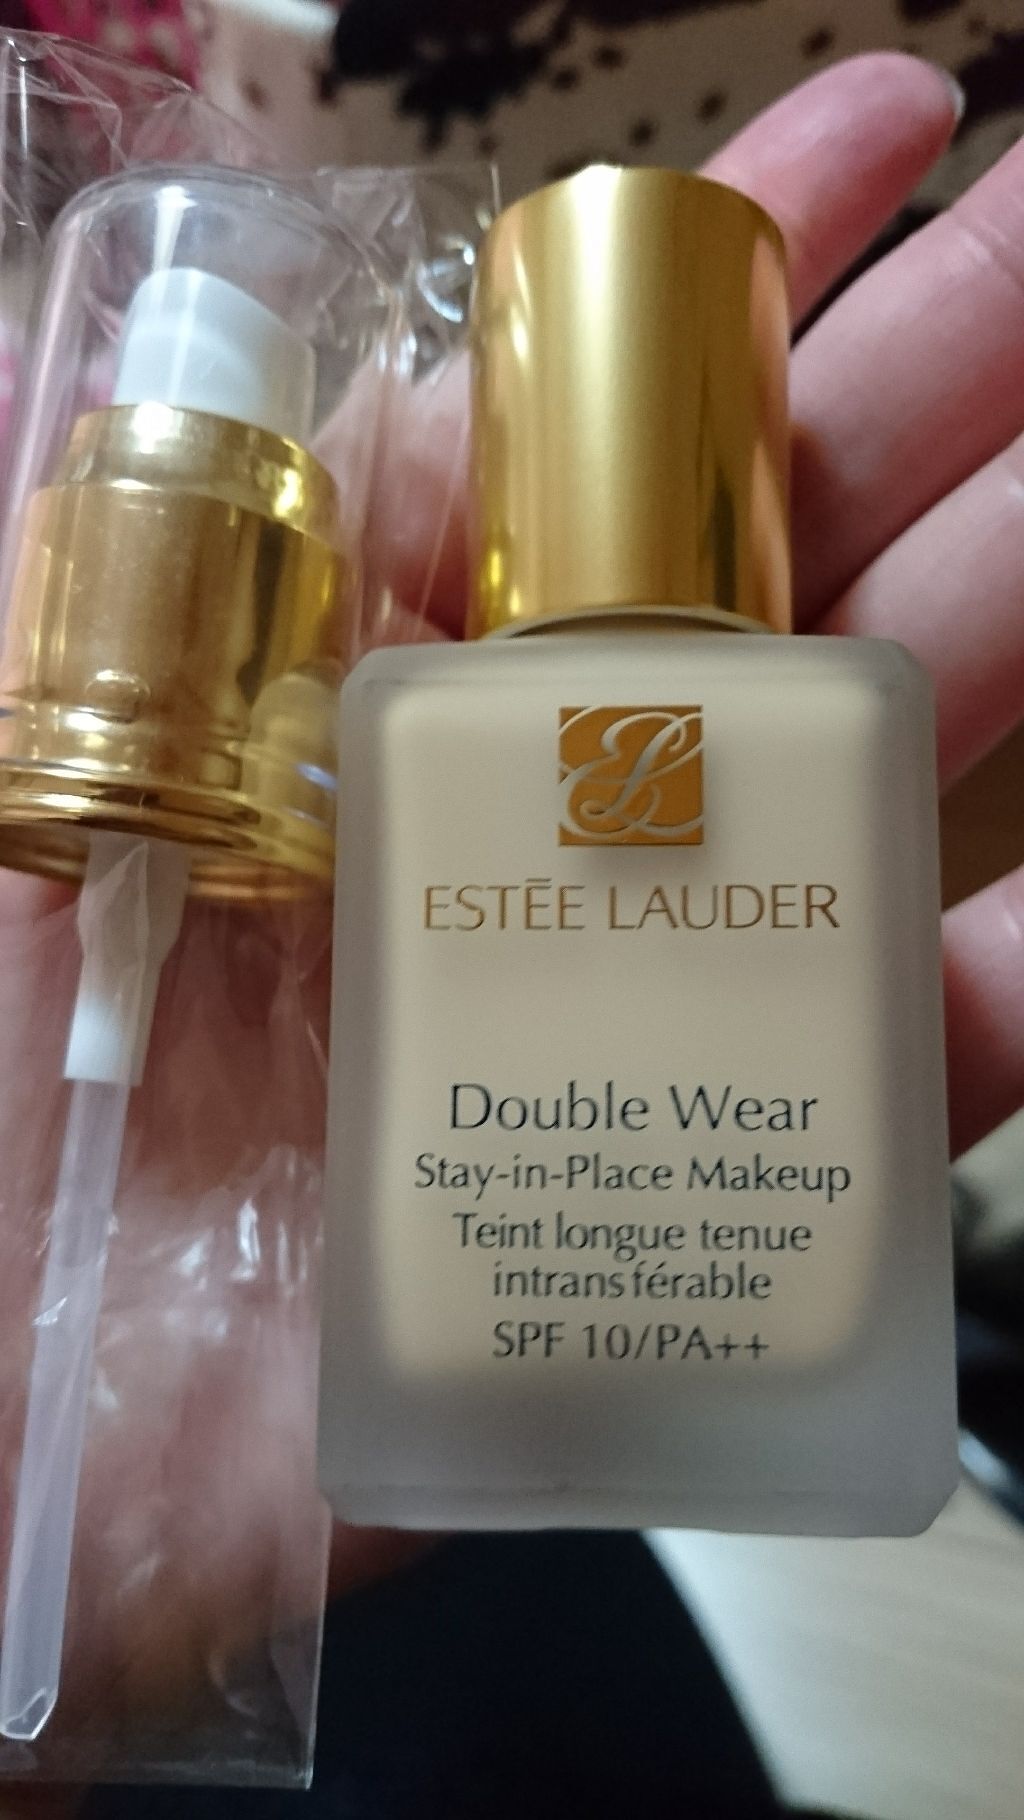 ESTĒE LAUDER
Double Wear
Stay-in-Place Makeup
Teint longue tenue
intransférable
SPF 10/PA++